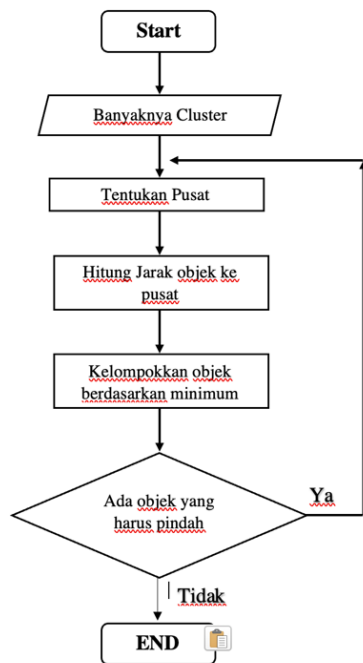 Start
Banyaknya Cluster
Tentukan Pusat
Hitung Jarak objek ke
pusat
Kelompokkan objek
berdasarkan minimum
Ada objek yang
harus pindah
Ya
Tidak
END